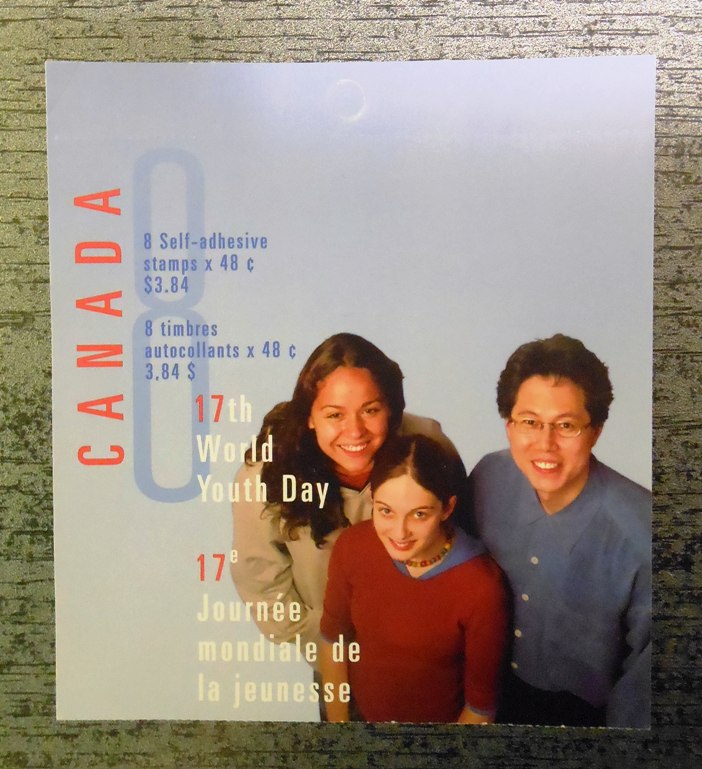 CANADA
8
8 Self-adhesive
stamps x 48 ¢
$3.84
8 timbres
autocollants x 48 ¢
3,84 $
17th
World
Youth Day
17e
Journée
mondiale de
la jeunesse